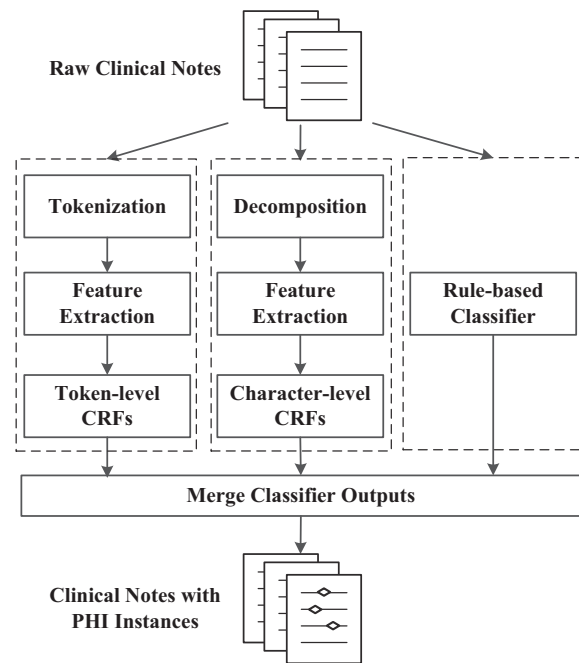 Raw Clinical Notes
Tokenization
Feature
Extraction
Token-level
CRFs
Decomposition
Feature
Extraction
Character-level
CRFs
Rule-based
Classifier
Merge Classifier Outputs
Clinical Notes with
PHI Instances